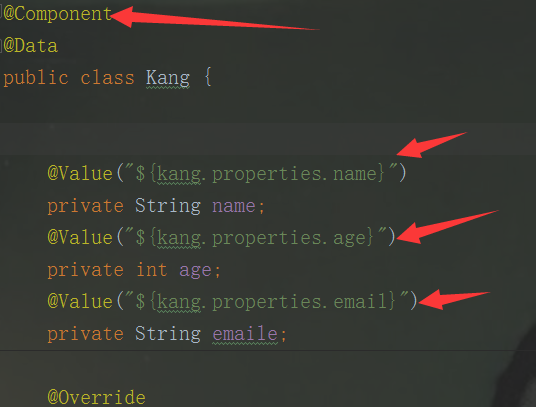 @Component
@Data
public class Kang {
@Value("${kang.properties.name}")
private String name;
@Value("${kang.properties.age}")
private int age;
@Value("${kang.properties.email}")
private String emaile;
@Override